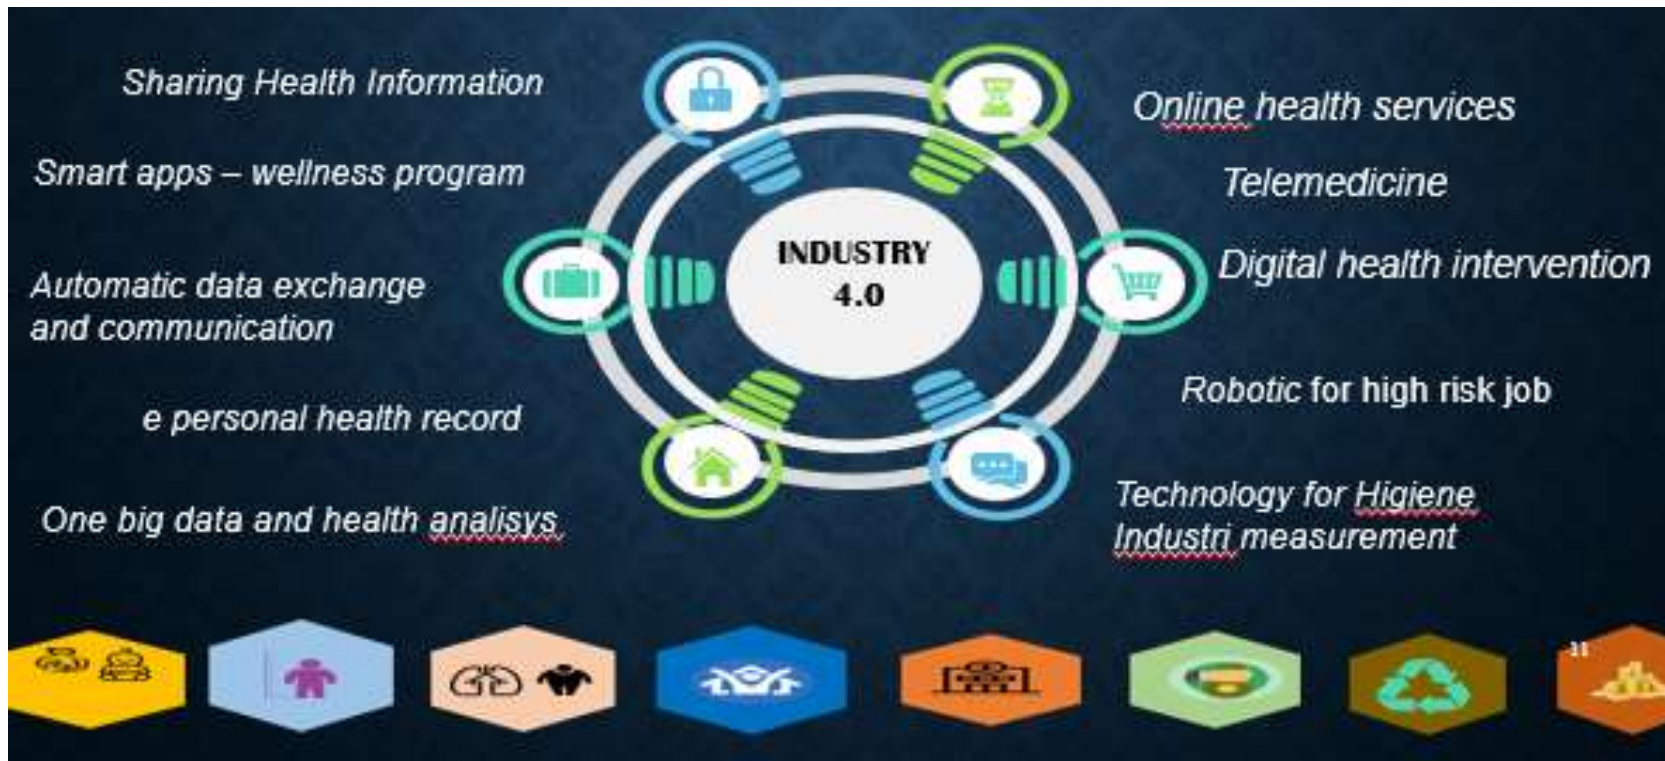 Sharing Health Information
Smart apps – wellness program
Automatic data exchange
and communication
e personal health record
One big data and health analisys
INDUSTRY
4.0
Online health services
Telemedicine
Digital health intervention
Robotic for high risk job
Technology for Higiene
Industri measurement
11